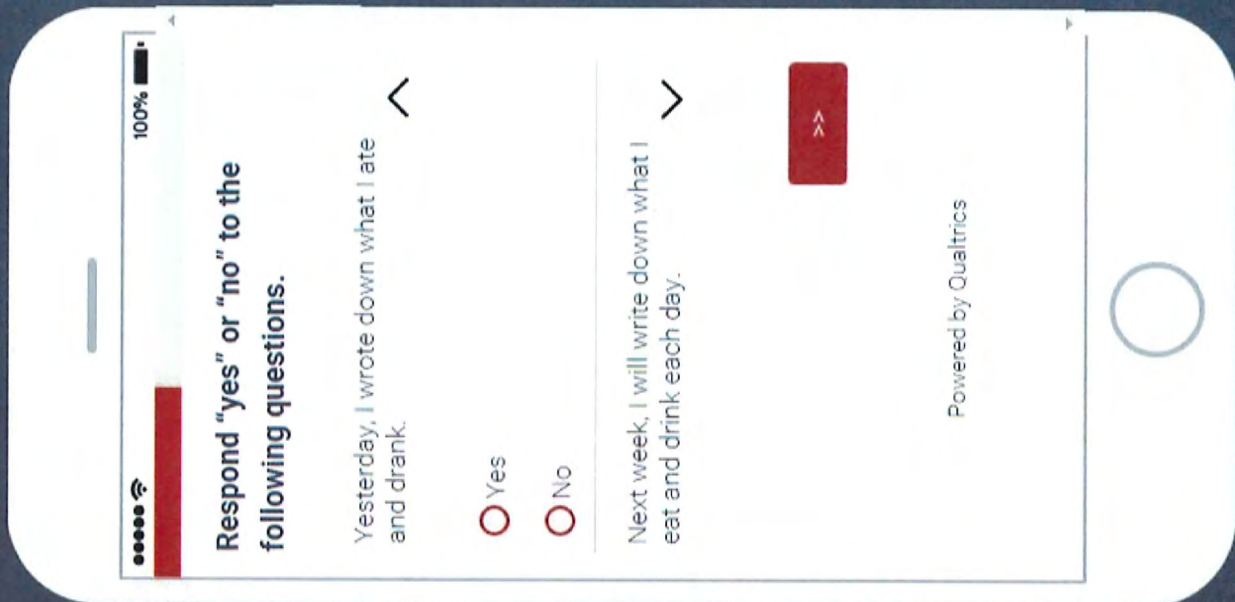 100%
Respond “yes” or “no” to the
following questions.
Yesterday, I wrote down what I ate
and drank.
Yes
No
Next week, I will write down what I
eat and drink each day.
>>
Powered by Qualtrics